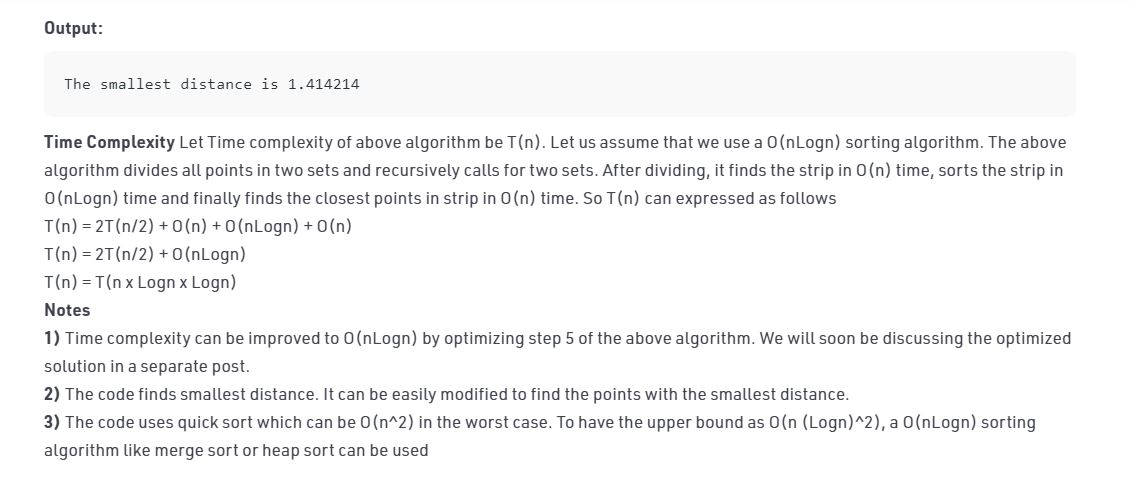 Output:
The smallest distance is 1.414214
Time Complexity Let Time complexity of above algorithm be T(n). Let us assume that we use a O(nLogn) sorting algorithm. The above
algorithm divides all points in two sets and recursively calls for two sets. After dividing, it finds the strip in O(n) time, sorts the strip in
O(nLogn) time and finally finds the closest points in strip in O(n) time. So T(n) can expressed as follows
T(n) = 2T(n/2) + O(n) + O(nLogn) + O(n)
T(n) = 2T(n/2) + O(nLogn)
T(n) = T(n x Logn x Logn)
Notes
1) Time complexity can be improved to O(nLogn) by optimizing step 5 of the above algorithm. We will soon be discussing the optimized
solution in a separate post.
2) The code finds smallest distance. It can be easily modified to find the points with the smallest distance.
3) The code uses quick sort which can be O(n^2) in the worst case. To have the upper bound as O(n (Logn)^2), a O(nLogn) sorting
algorithm like merge sort or heap sort can be used